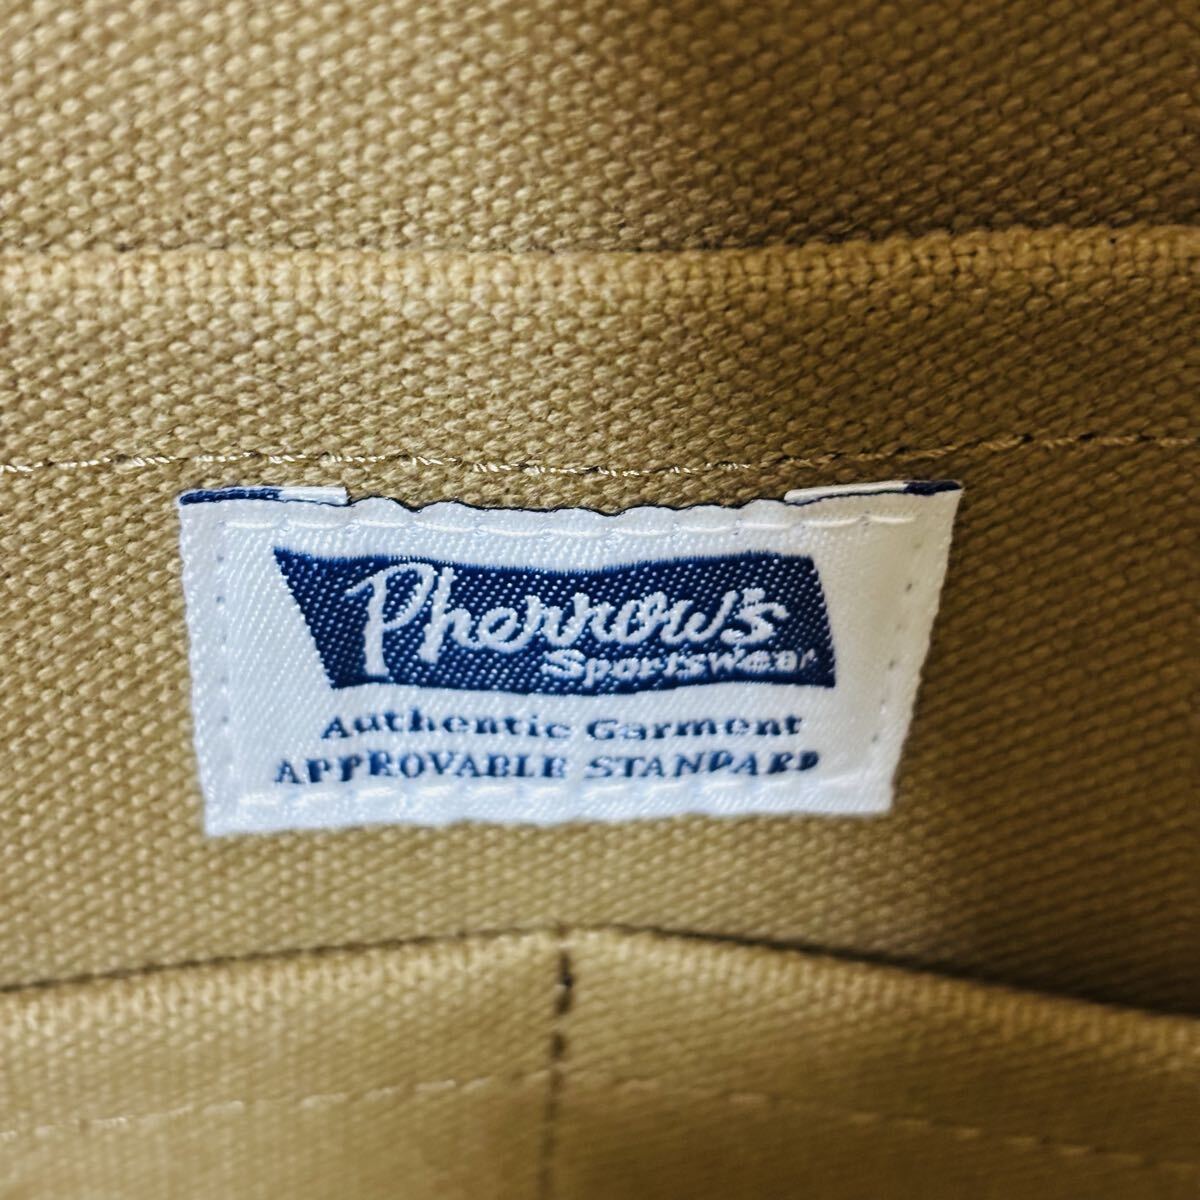 Pherrow's
Sportswear
Authentic Garment
APPROVABLE STANDARD